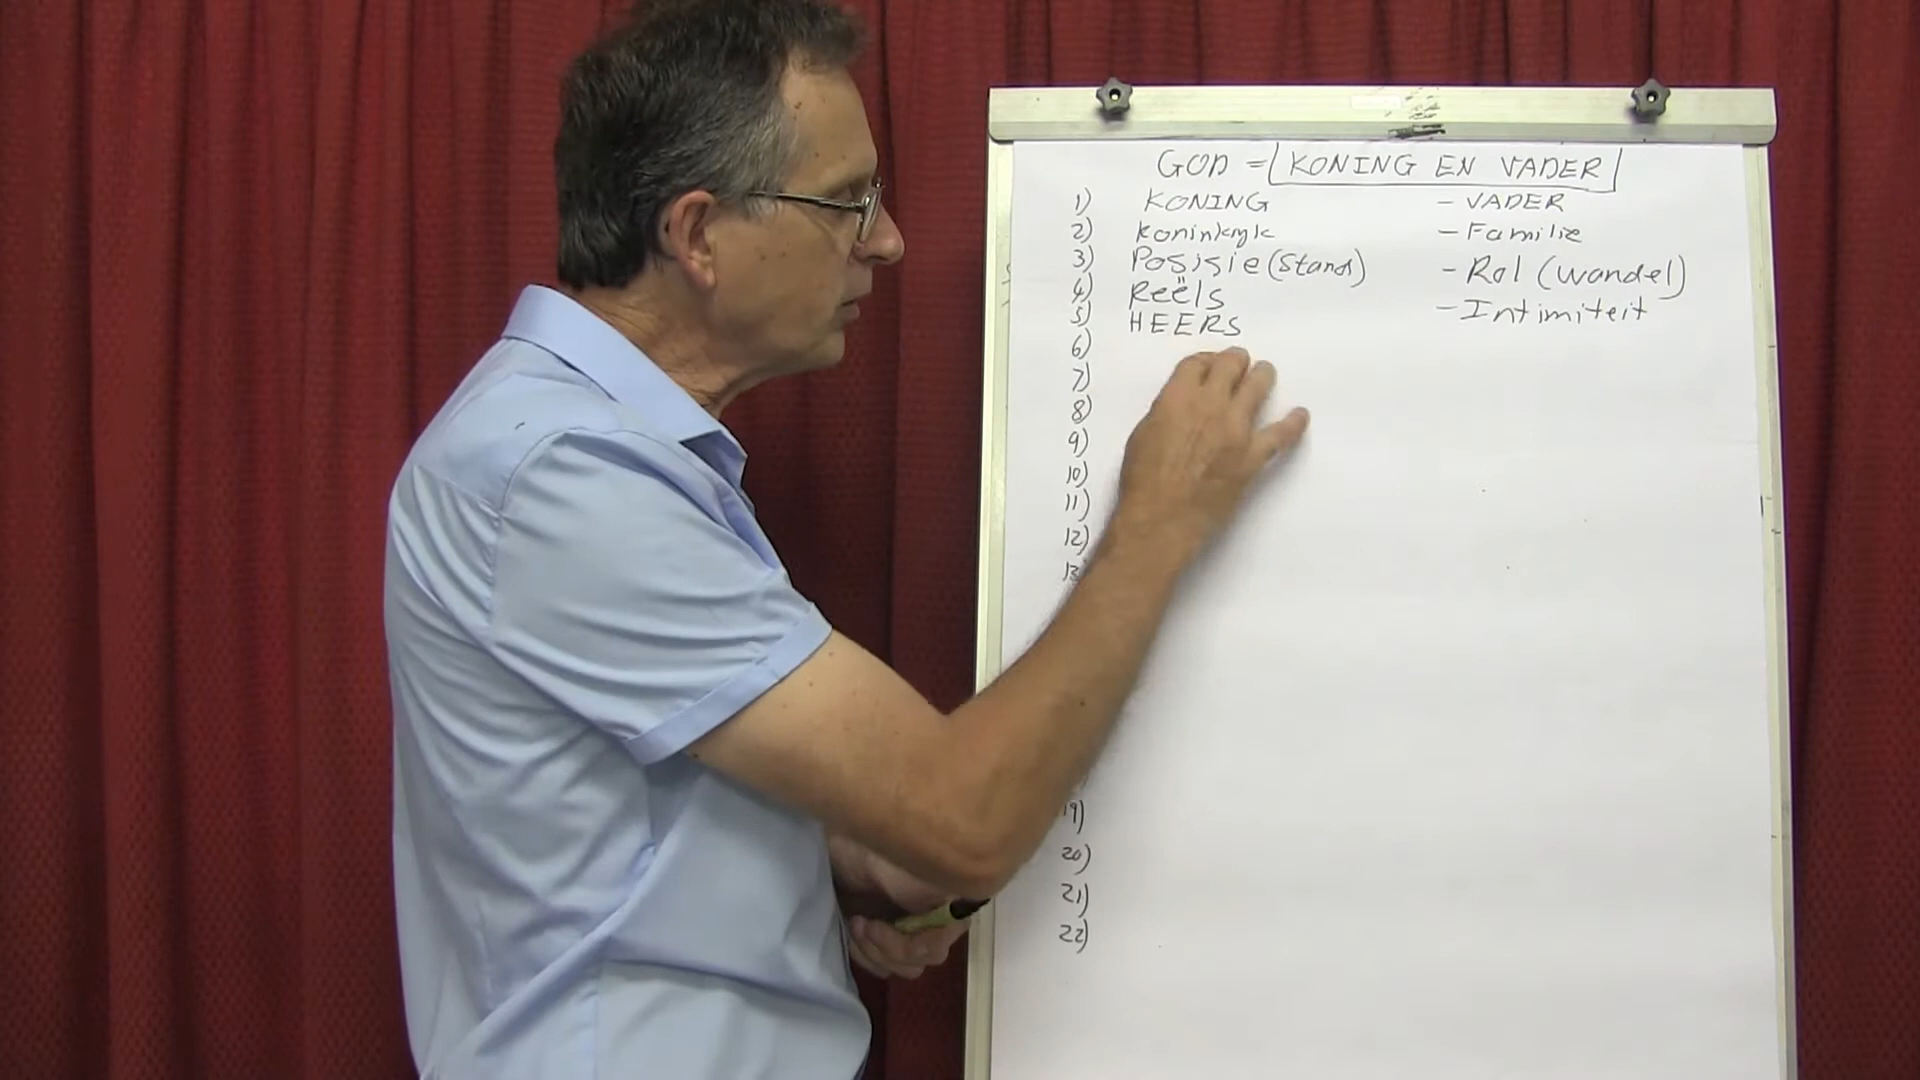 GOD = KONING EN VADER
1) KONING - VADER
2) Koninkryk - Familie
3) Posisie (Stand) - Rol (wandel)
4) Reëls - Intimiteit
5) HEERS
6)
7)
8)
9)
10)
11)
12)
13
19)
20)
21)
22)